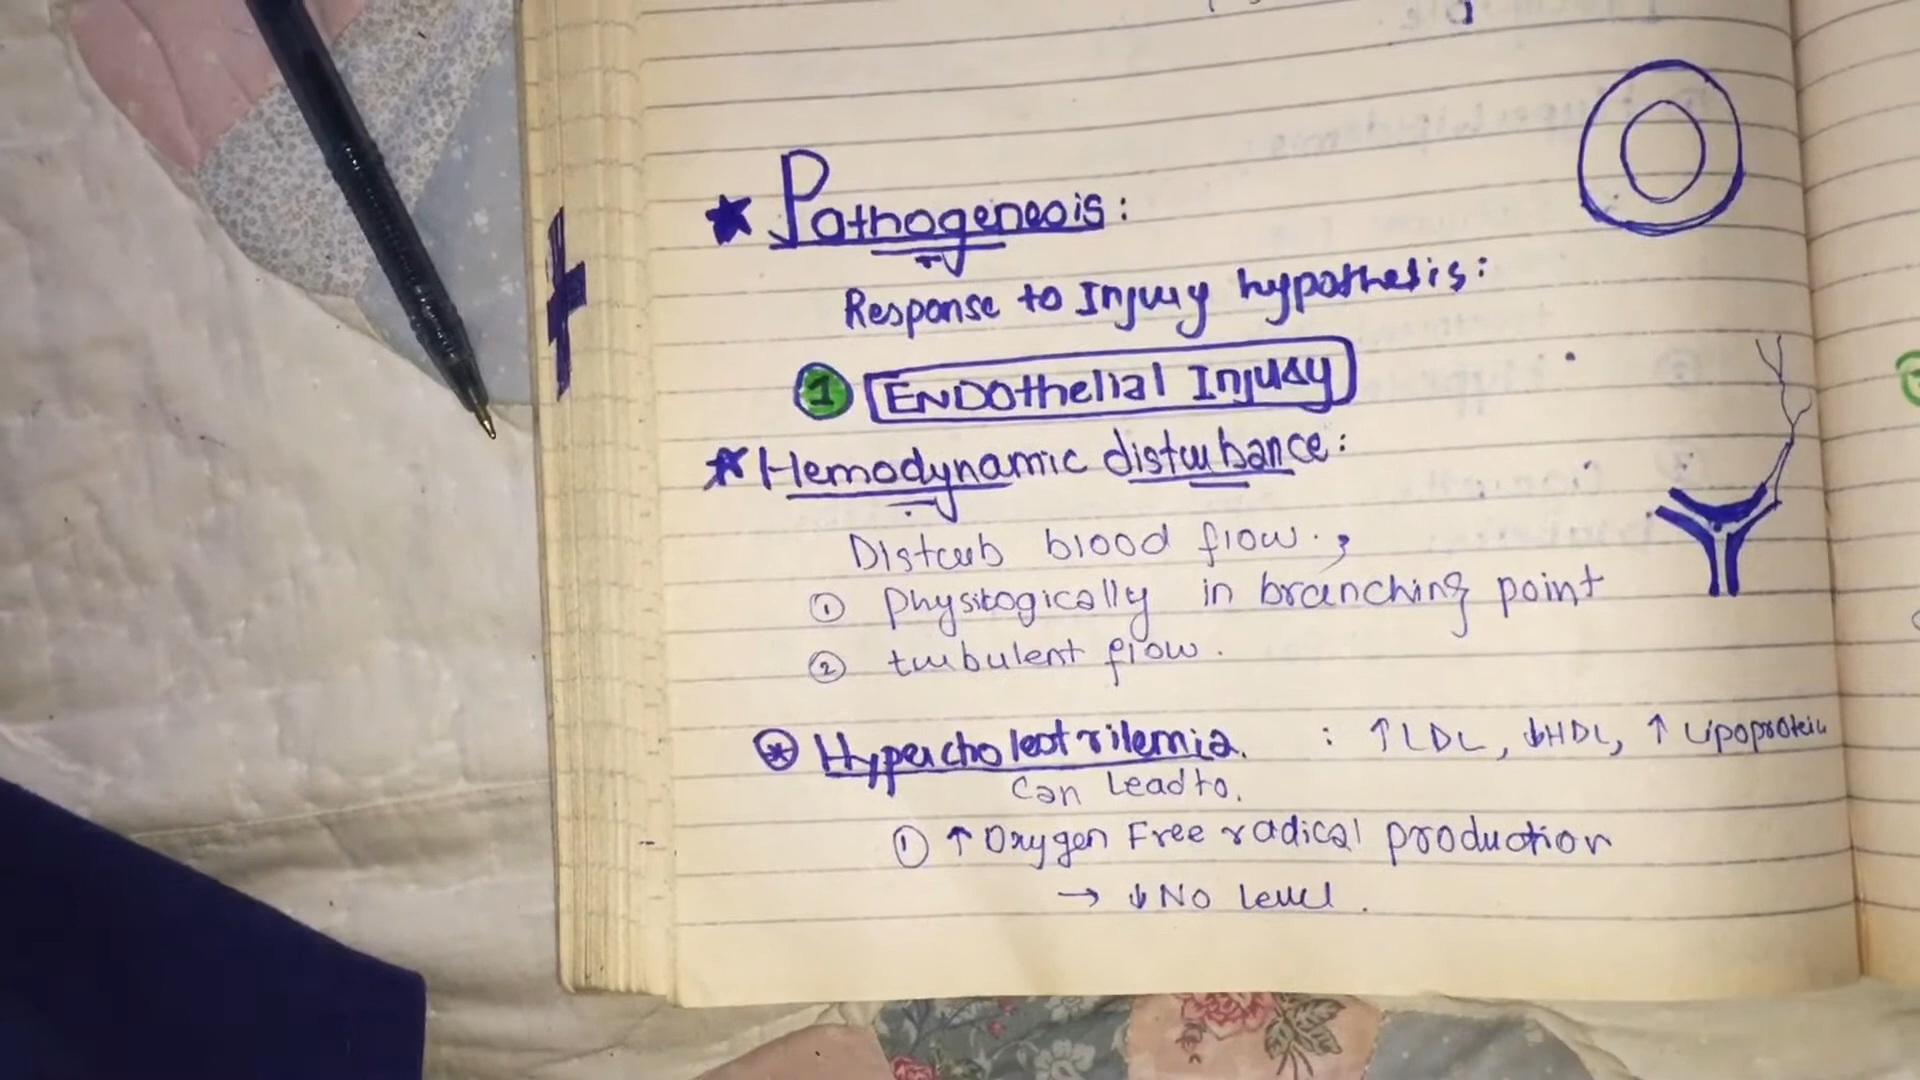 ★ Pathogenesis:
Response to Injury hypothesis:
1 ENDOthelial Injury
★ Hemodynamic disturbance:
Disturb blood flow.,
① physiologically in branching point
② turbulent flow.
⊛ Hypercholestrilemia. : ↑LDL, ↓HDL, ↑ Lipoprotein
can Lead to.
① ↑ Oxygen Free radical production
→ ↓ No level.